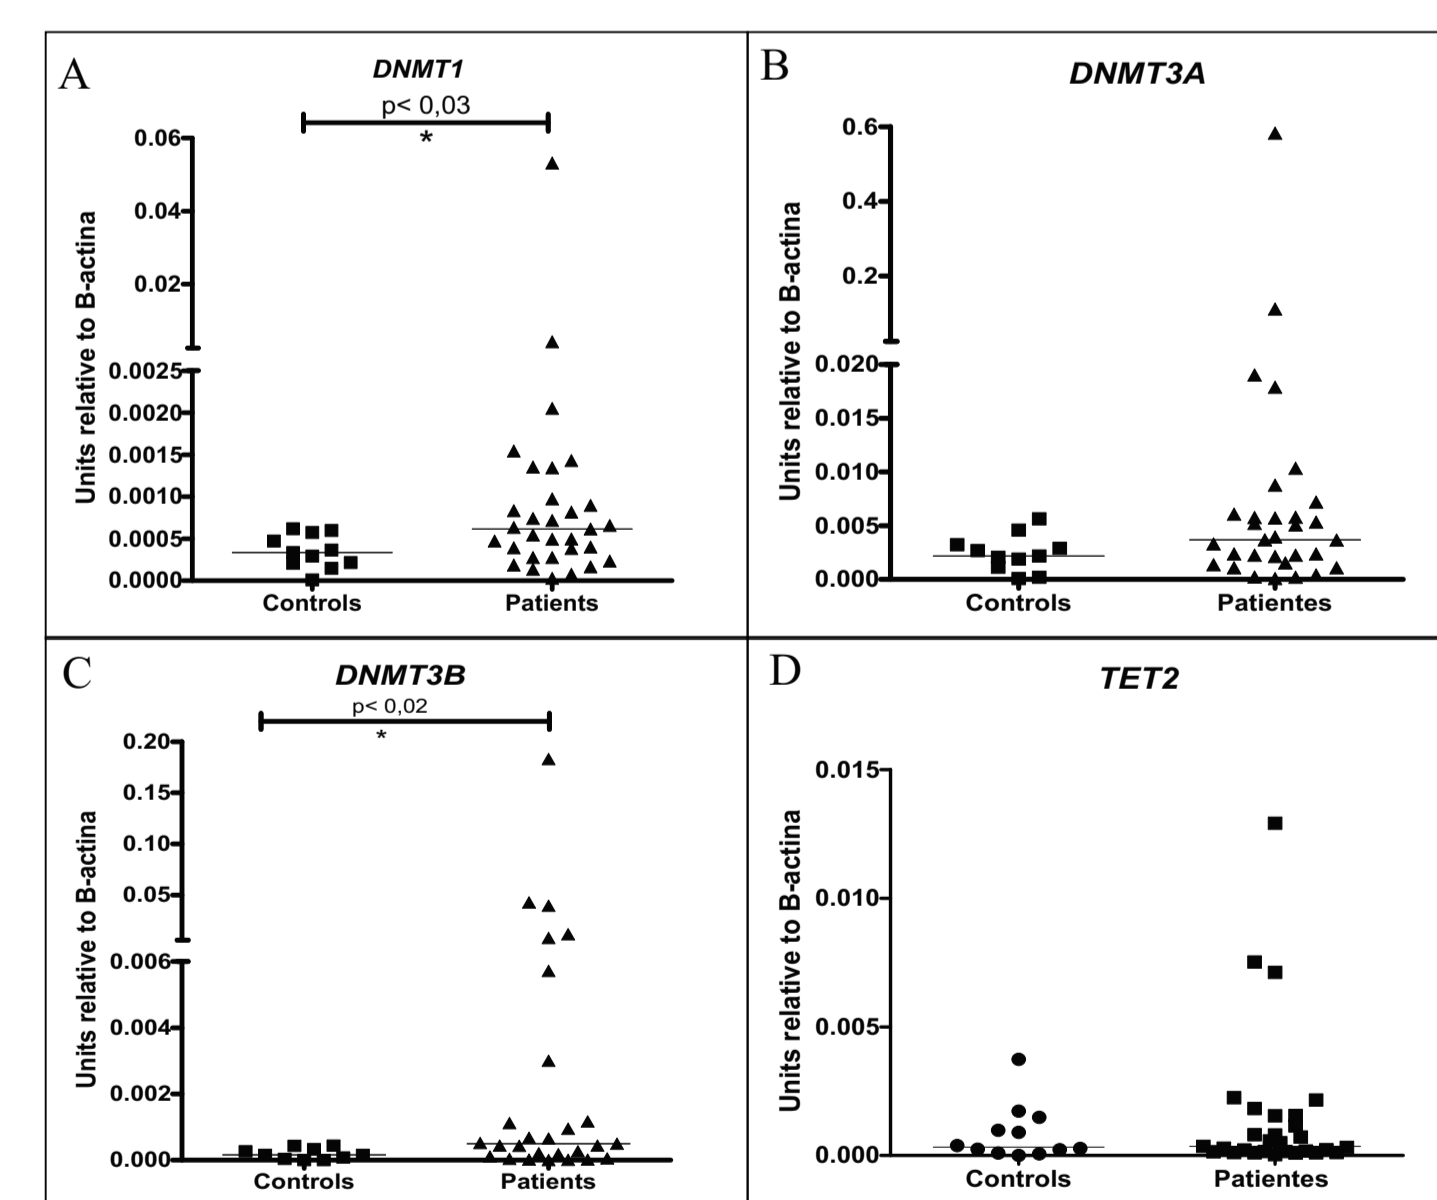 A
DNMT1
p< 0,03
*
0.06
0.04
0.02
0.0025
0.0020
0.0015
0.0010
0.0005
0.0000
Units relative to B-actina
Controls
Patients
B
DNMT3A
0.6
0.4
0.2
0.020
0.015
0.010
0.005
0.000
Units relative to B-actina
Controls
Patientes
C
DNMT3B
p< 0,02
*
0.20
0.15
0.10
0.05
0.006
0.004
0.002
0.000
Units relative to B-actina
Controls
Patients
D
TET2
0.015
0.010
0.005
0.000
Units relative to B-actina
Controls
Patientes